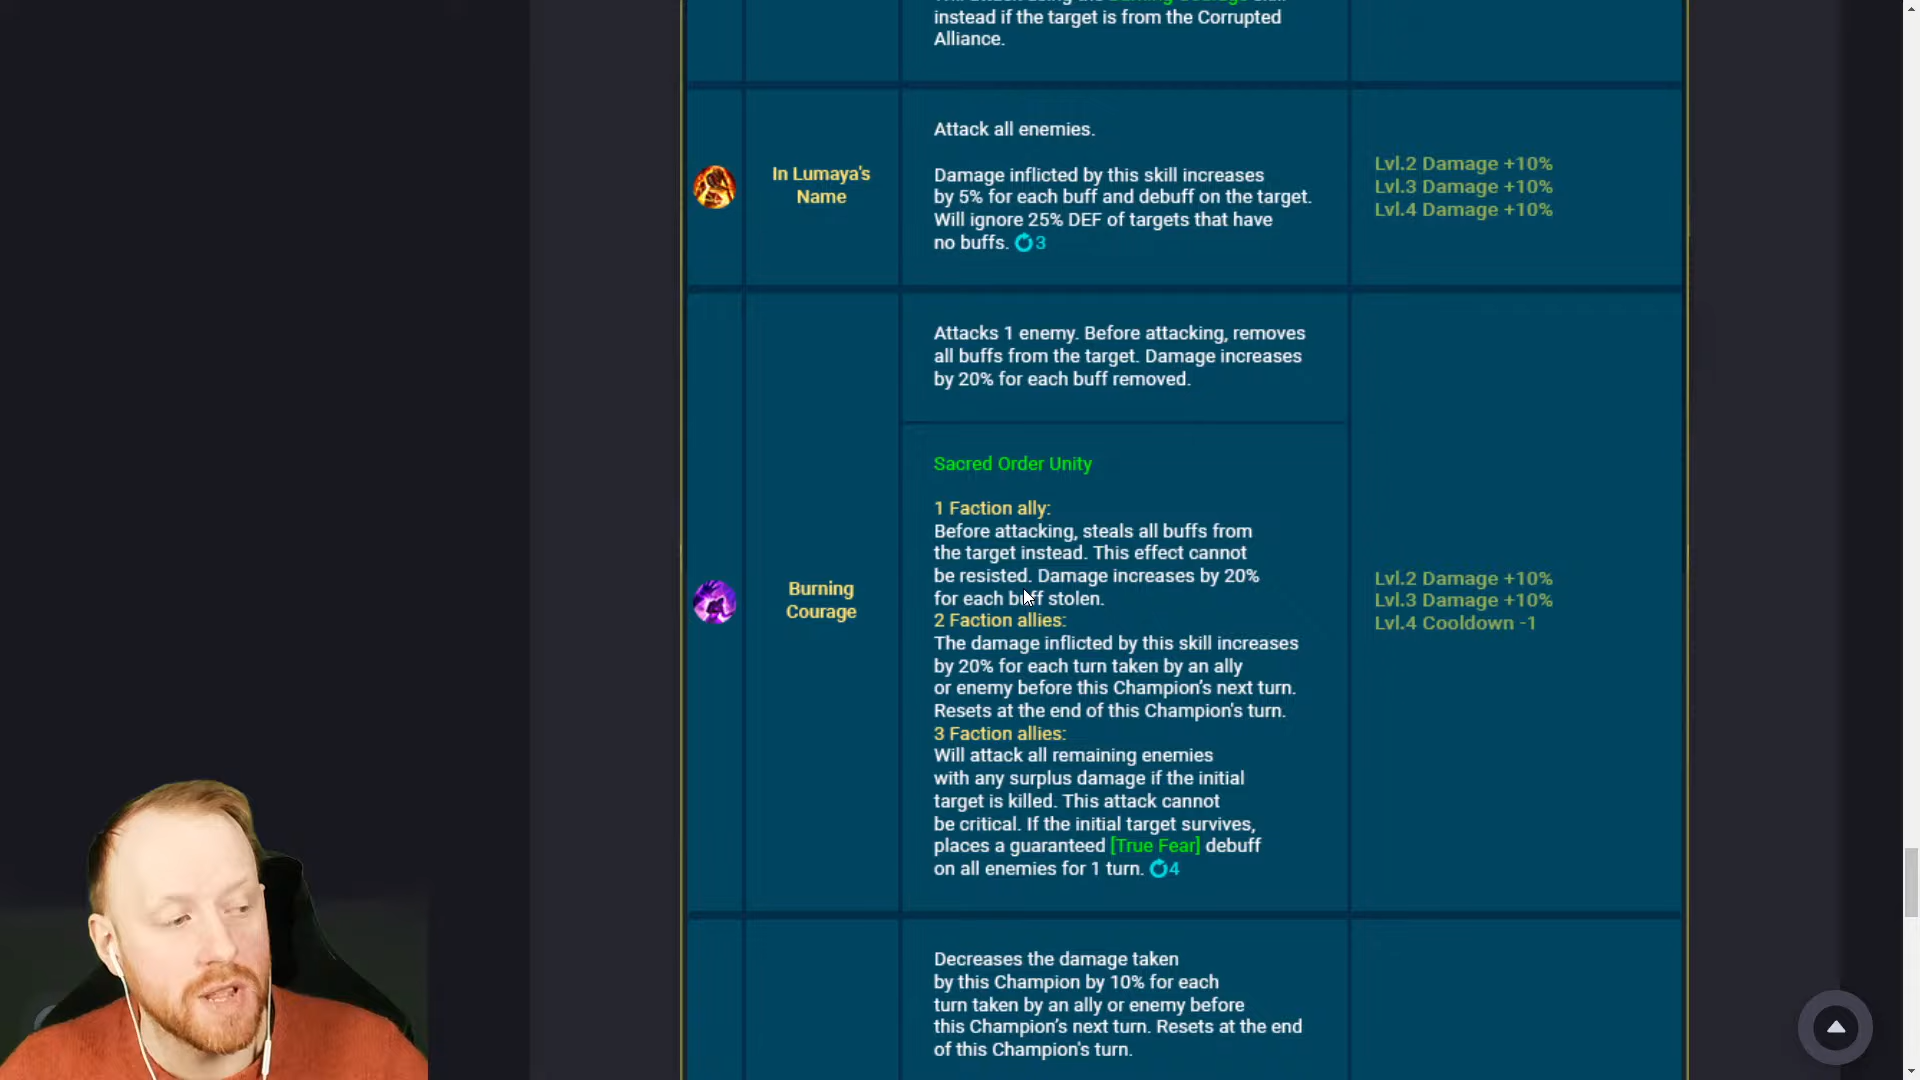 instead if the target is from the Corrupted
Alliance.
In Lumaya's
Name
Attack all enemies.
Damage inflicted by this skill increases
by 5% for each buff and debuff on the target.
Will ignore 25% DEF of targets that have
no buffs. 3
Lvl.2 Damage +10%
Lvl.3 Damage +10%
Lvl.4 Damage +10%
Burning
Courage
Attacks 1 enemy. Before attacking, removes
all buffs from the target. Damage increases
by 20% for each buff removed.
Sacred Order Unity
1 Faction ally:
Before attacking, steals all buffs from
the target instead. This effect cannot
be resisted. Damage increases by 20%
for each buff stolen.
2 Faction allies:
The damage inflicted by this skill increases
by 20% for each turn taken by an ally
or enemy before this Champion's next turn.
Resets at the end of this Champion's turn.
3 Faction allies:
Will attack all remaining enemies
with any surplus damage if the initial
target is killed. This attack cannot
be critical. If the initial target survives,
places a guaranteed [True Fear] debuff
on all enemies for 1 turn. 4
Lvl.2 Damage +10%
Lvl.3 Damage +10%
Lvl.4 Cooldown -1
Decreases the damage taken
by this Champion by 10% for each
turn taken by an ally or enemy before
this Champion's next turn. Resets at the end
of this Champion's turn.